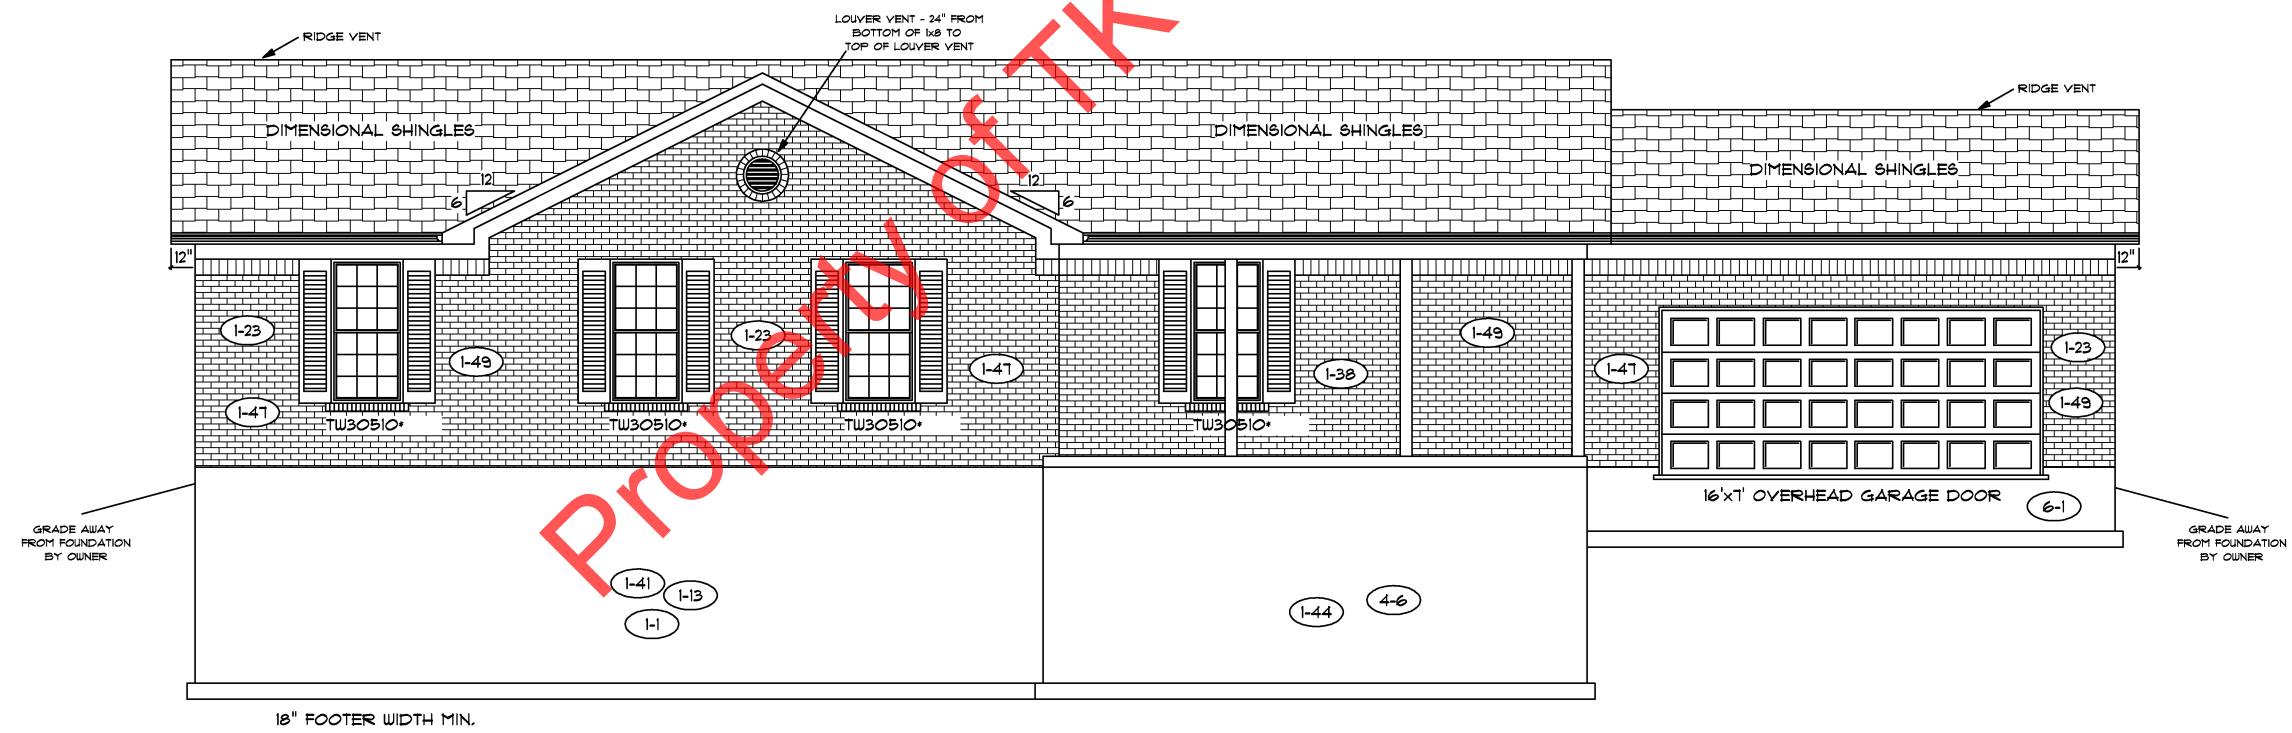 LOUVER VENT - 24" FROM
BOTTOM OF 1x8 TO
TOP OF LOUVER VENT
RIDGE VENT
RIDGE VENT
DIMENSIONAL SHINGLES
DIMENSIONAL SHINGLES
DIMENSIONAL SHINGLES
12
6
12
6
12"
12"
1-23
1-49
1-47
1-23
1-47
1-38
1-49
1-47
1-23
1-49
TW30510*
TW30510*
TW30510*
TW30510*
16'x7' OVERHEAD GARAGE DOOR
6-1
GRADE AWAY
FROM FOUNDATION
BY OWNER
GRADE AWAY
FROM FOUNDATION
BY OWNER
1-41
1-13
1-1
1-44
4-6
18" FOOTER WIDTH MIN.
Property of TK